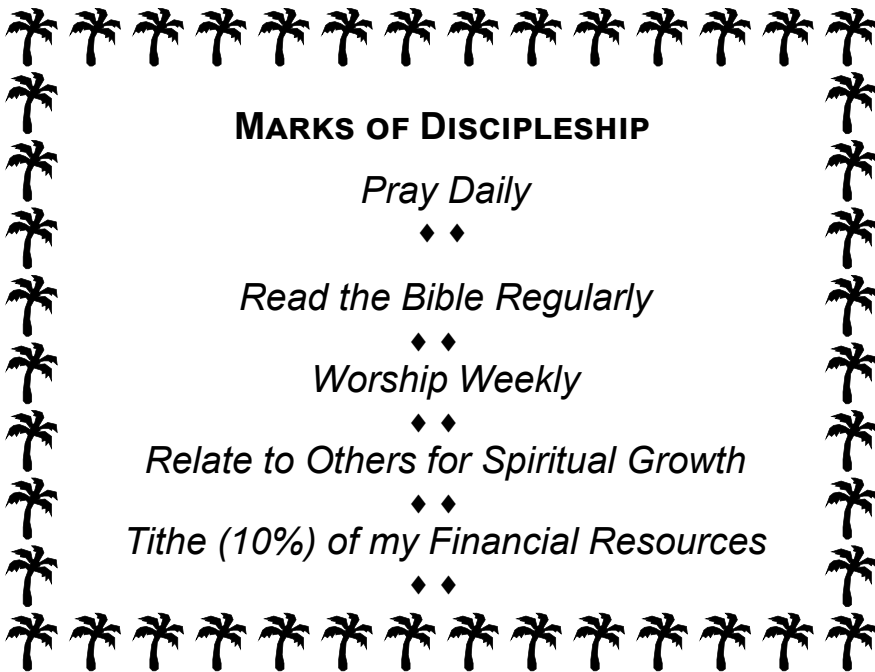 MARKS OF DISCIPLESHIP
Pray Daily
♦ ♦
Read the Bible Regularly
♦ ♦
Worship Weekly
♦ ♦
Relate to Others for Spiritual Growth
♦ ♦
Tithe (10%) of my Financial Resources
♦ ♦